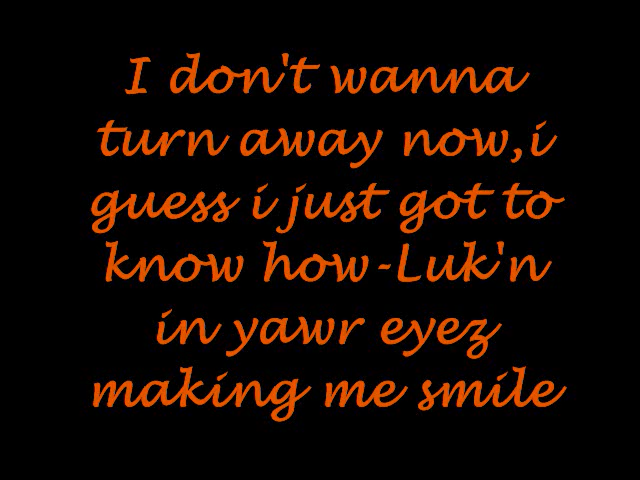 I don't wanna
turn away now,i
guess i just got to
know how-Luk'n
in yawr eyez
making me smile